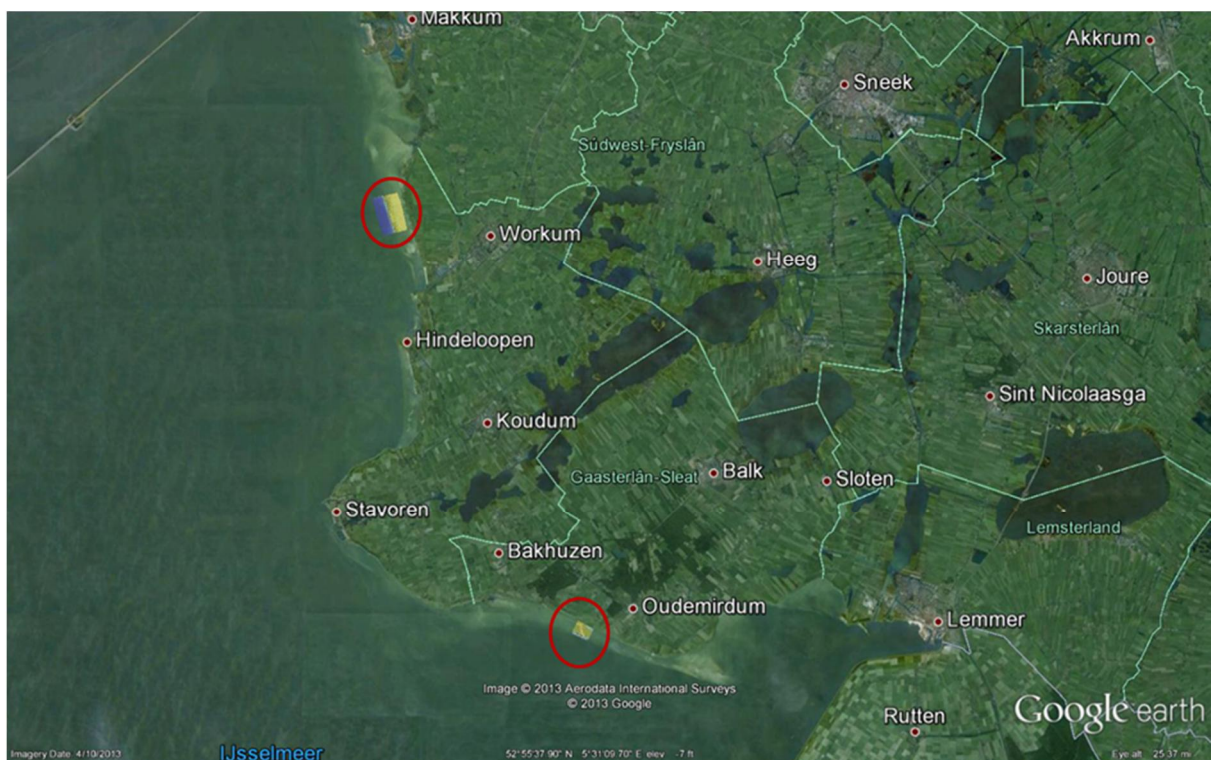 Makkum
Akkrum
Sneek
Súdwest-Fryslân
Workum
Heeg
Joure
Skarsterlân
Hindeloopen
Sint Nicolaasga
Koudum
Gaasterlân-Sleat
Balk
Sloten
Stavoren
Lemsterland
Bakhuzen
Oudemirdum
Lemmer
Image © 2013 Aerodata International Surveys
© 2013 Google
Rutten
Google earth
Imagery Date 4/10/2013
IJsselmeer
52°55'37.90" N 5°31'09.70" E elev -7 ft
Eye alt 25.37 mi